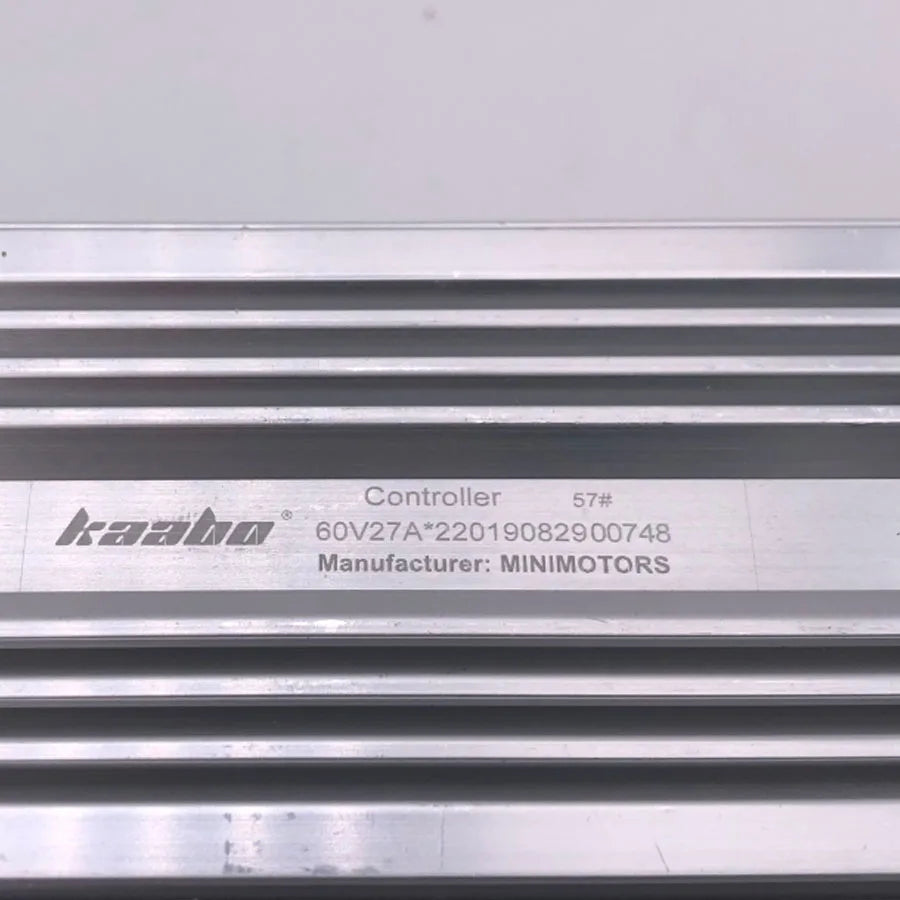 Controller 57#
kaabo® 60V27A*22019082900748
Manufacturer: MINIMOTORS